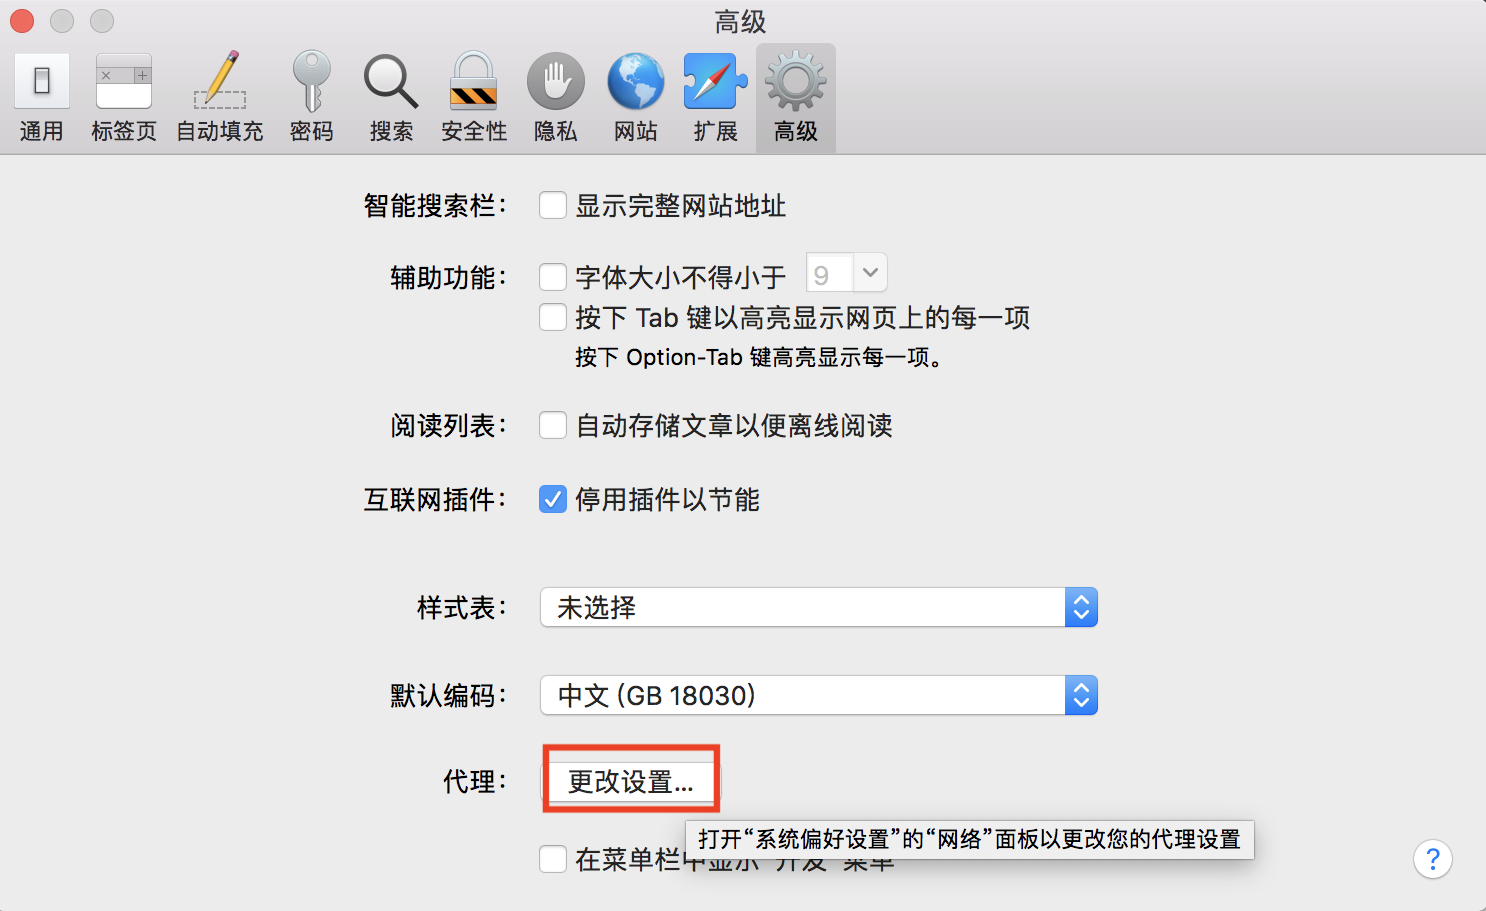 高级
通用 标签页 自动填充 密码 搜索 安全性 隐私 网站 扩展 高级
智能搜索栏： 显示完整网站地址
辅助功能： 字体大小不得小于 9
按下 Tab 键以高亮显示网页上的每一项
按下 Option-Tab 键高亮显示每一项。
阅读列表： 自动存储文章以便离线阅读
互联网插件： 停用插件以节能
样式表： 未选择
默认编码： 中文 (GB 18030)
代理： 更改设置...
打开“系统偏好设置”的“网络”面板以更改您的代理设置
在菜单栏中显示“开发”菜单
?